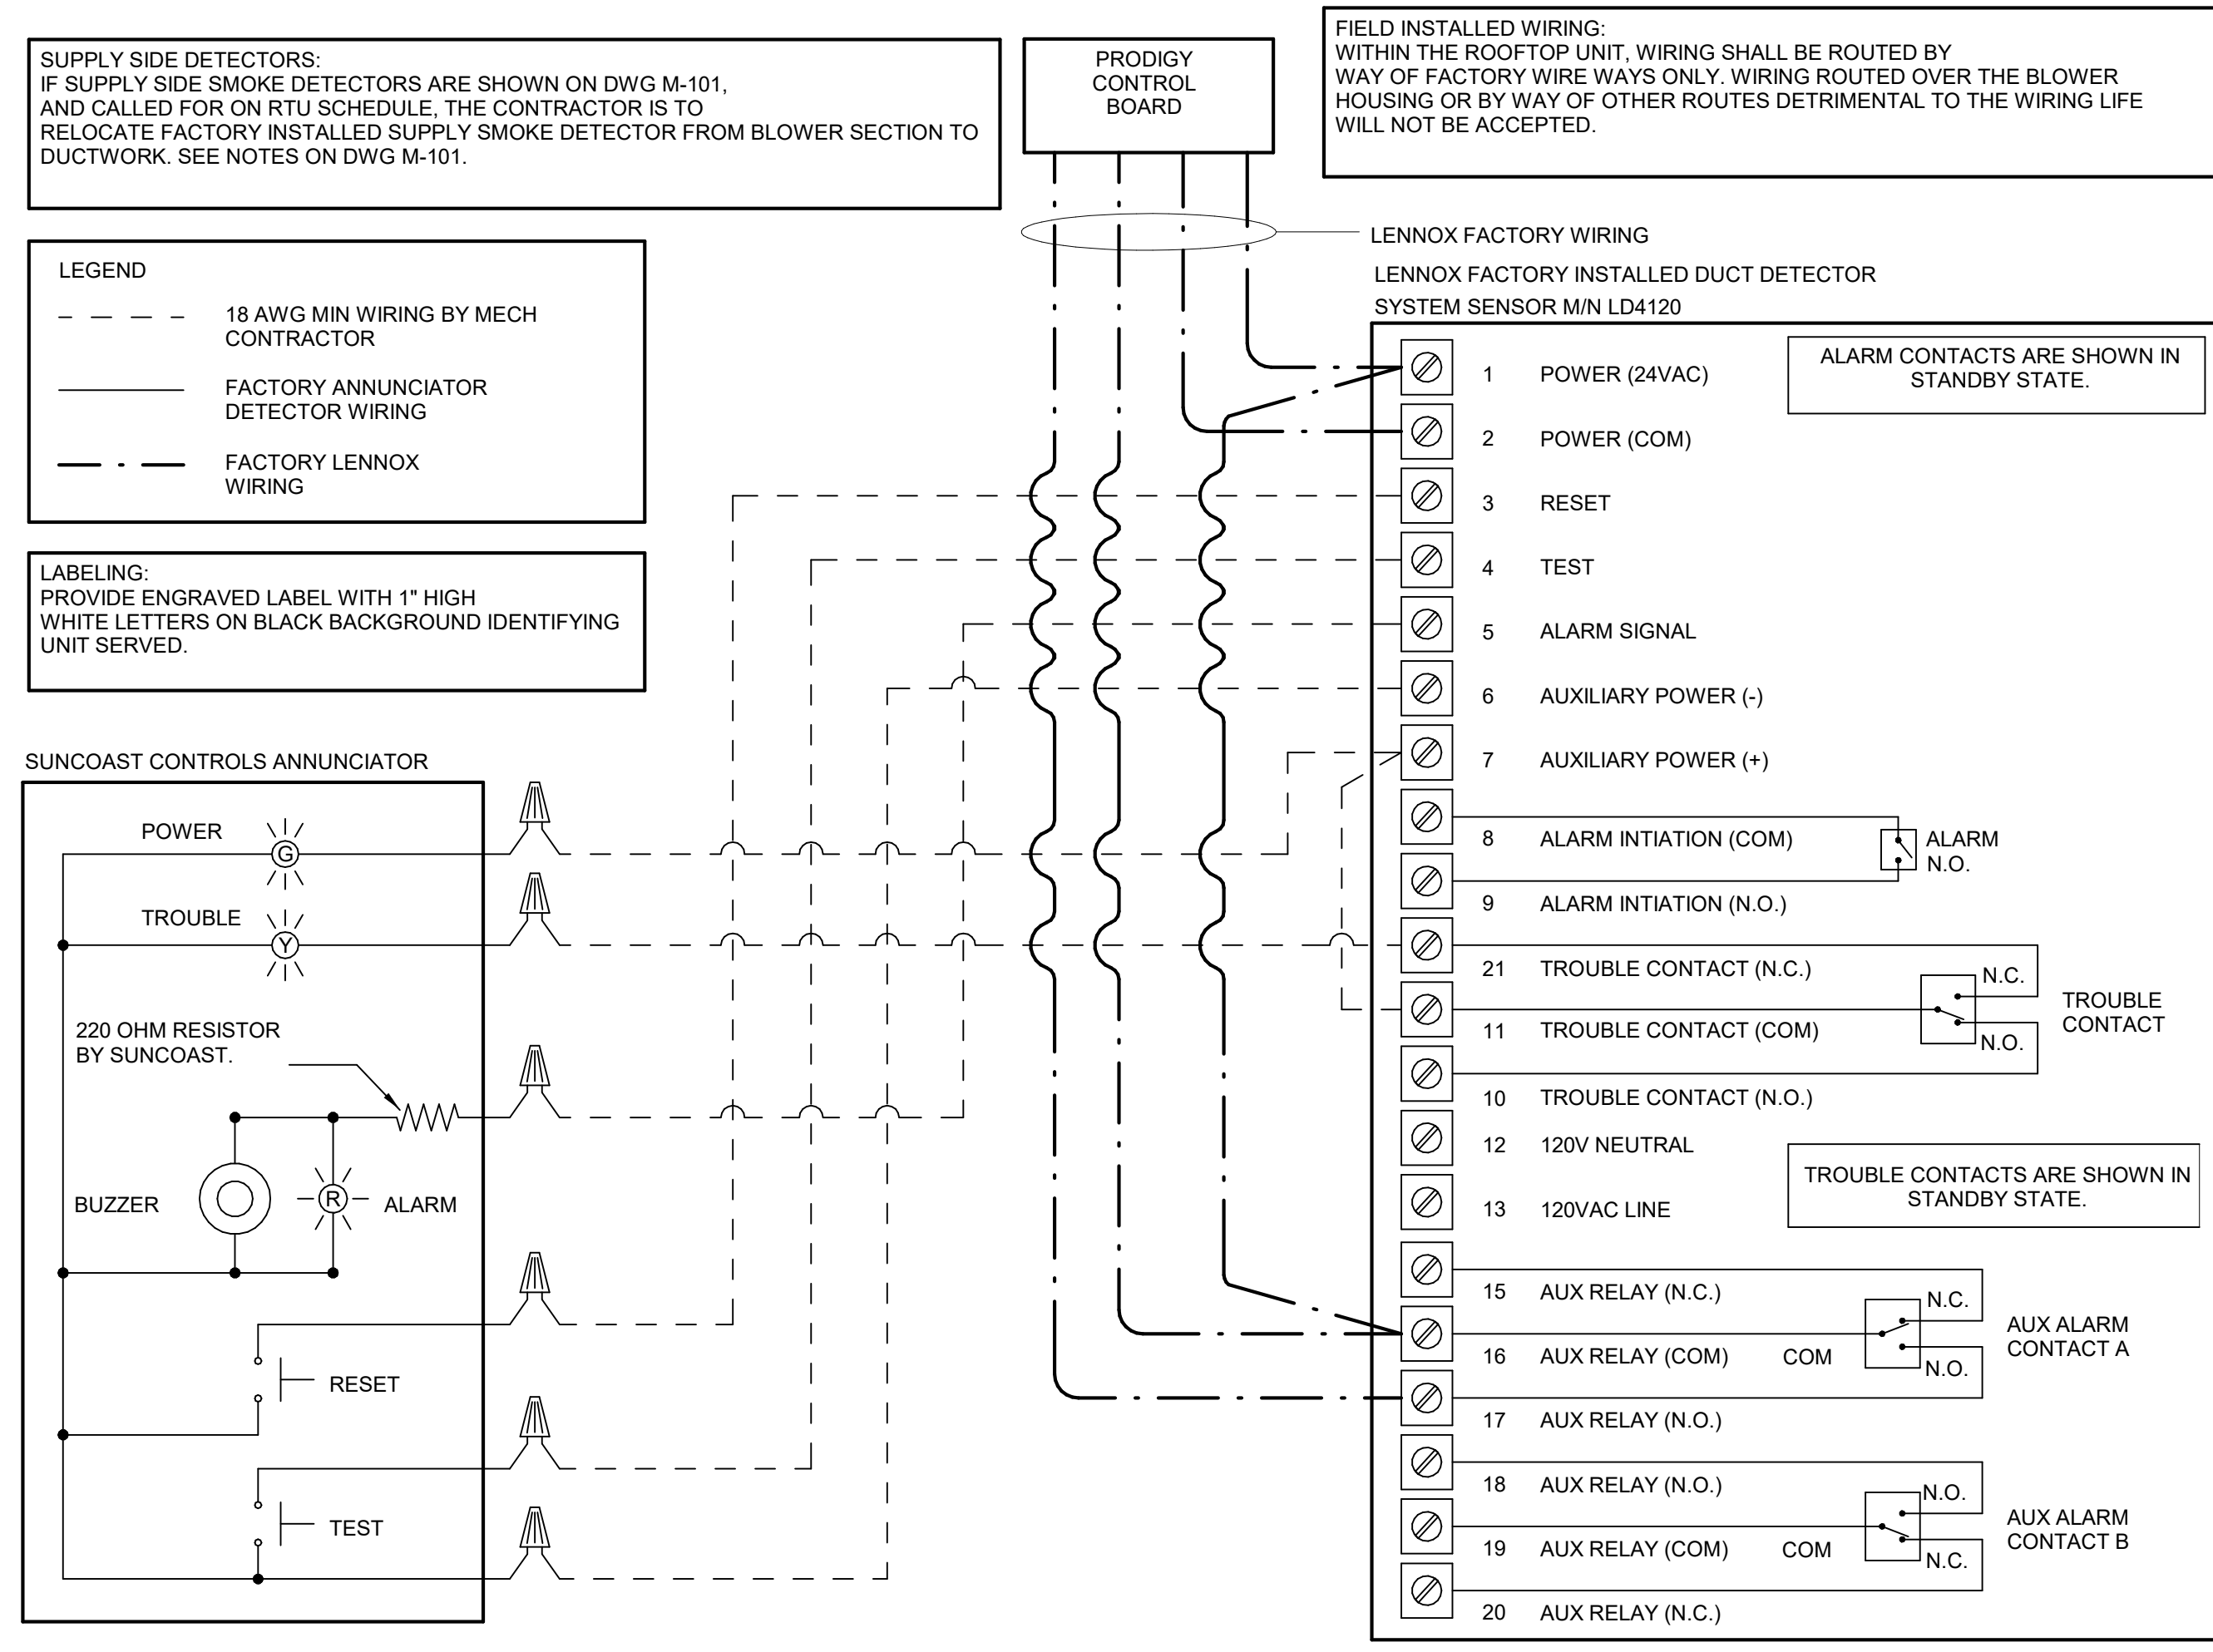 SUPPLY SIDE DETECTORS:
IF SUPPLY SIDE SMOKE DETECTORS ARE SHOWN ON DWG M-101,
AND CALLED FOR ON RTU SCHEDULE, THE CONTRACTOR IS TO
RELOCATE FACTORY INSTALLED SUPPLY SMOKE DETECTOR FROM BLOWER SECTION TO
DUCTWORK. SEE NOTES ON DWG M-101.
PRODIGY
CONTROL
BOARD
FIELD INSTALLED WIRING:
WITHIN THE ROOFTOP UNIT, WIRING SHALL BE ROUTED BY
WAY OF FACTORY WIRE WAYS ONLY. WIRING ROUTED OVER THE BLOWER
HOUSING OR BY WAY OF OTHER ROUTES DETRIMENTAL TO THE WIRING LIFE
WILL NOT BE ACCEPTED.
LEGEND
18 AWG MIN WIRING BY MECH
CONTRACTOR
FACTORY ANNUNCIATOR
DETECTOR WIRING
FACTORY LENNOX
WIRING
LABELING:
PROVIDE ENGRAVED LABEL WITH 1" HIGH
WHITE LETTERS ON BLACK BACKGROUND IDENTIFYING
UNIT SERVED.
SUNCOAST CONTROLS ANNUNCIATOR
POWER
G
TROUBLE
Y
220 OHM RESISTOR
BY SUNCOAST.
BUZZER
R
ALARM
RESET
TEST
LENNOX FACTORY WIRING
LENNOX FACTORY INSTALLED DUCT DETECTOR
SYSTEM SENSOR M/N LD4120
ALARM CONTACTS ARE SHOWN IN
STANDBY STATE.
1 POWER (24VAC)
2 POWER (COM)
3 RESET
4 TEST
5 ALARM SIGNAL
6 AUXILIARY POWER (-)
7 AUXILIARY POWER (+)
8 ALARM INTIATION (COM)
ALARM
N.O.
9 ALARM INTIATION (N.O.)
21 TROUBLE CONTACT (N.C.)
N.C.
TROUBLE
CONTACT
11 TROUBLE CONTACT (COM)
N.O.
10 TROUBLE CONTACT (N.O.)
12 120V NEUTRAL
TROUBLE CONTACTS ARE SHOWN IN
STANDBY STATE.
13 120VAC LINE
15 AUX RELAY (N.C.)
N.C.
AUX ALARM
CONTACT A
16 AUX RELAY (COM) COM
N.O.
17 AUX RELAY (N.O.)
18 AUX RELAY (N.O.)
N.O.
AUX ALARM
CONTACT B
19 AUX RELAY (COM) COM
N.C.
20 AUX RELAY (N.C.)